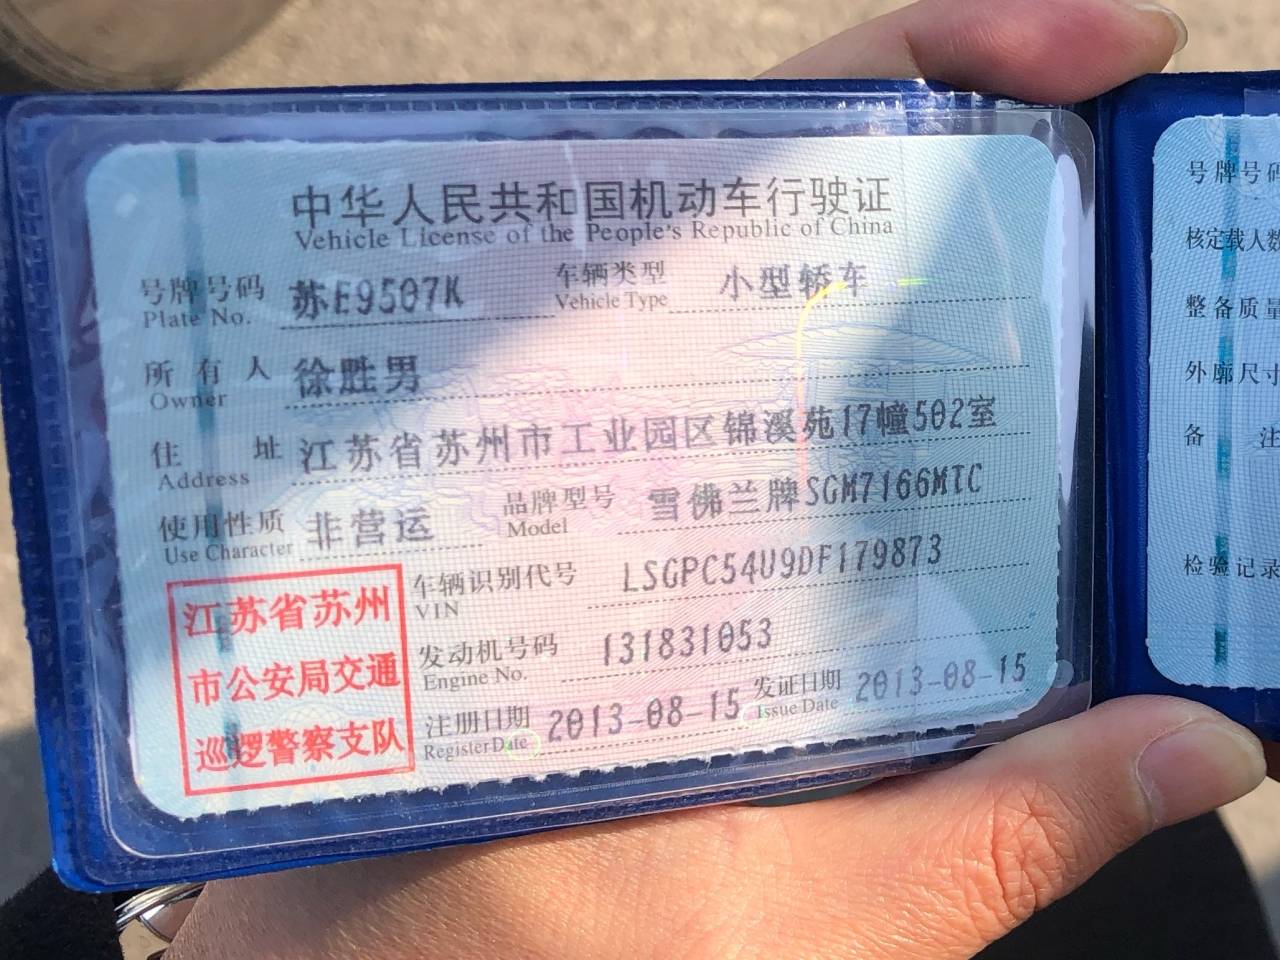 中华人民共和国机动车行驶证
Vehicle License of the People's Republic of China
号牌号码 苏E9507K 车辆类型 小型轿车
Plate No. Vehicle Type
所有人 徐胜男
Owner
住址 江苏省苏州市工业园区锦溪苑17幢502室
Address
使用性质 非营运 品牌型号 雪佛兰牌SGM7166MTC
Use Character Model
车辆识别代号 LSGPC54U9DF179873
VIN
发动机号码 131831053
Engine No.
注册日期 2013-08-15 发证日期 2013-08-15
Register Date Issue Date
江苏省苏州
市公安局交通
巡逻警察支队
号牌号码
核定载人数
整备质量
外廓尺寸
备注
检验记录